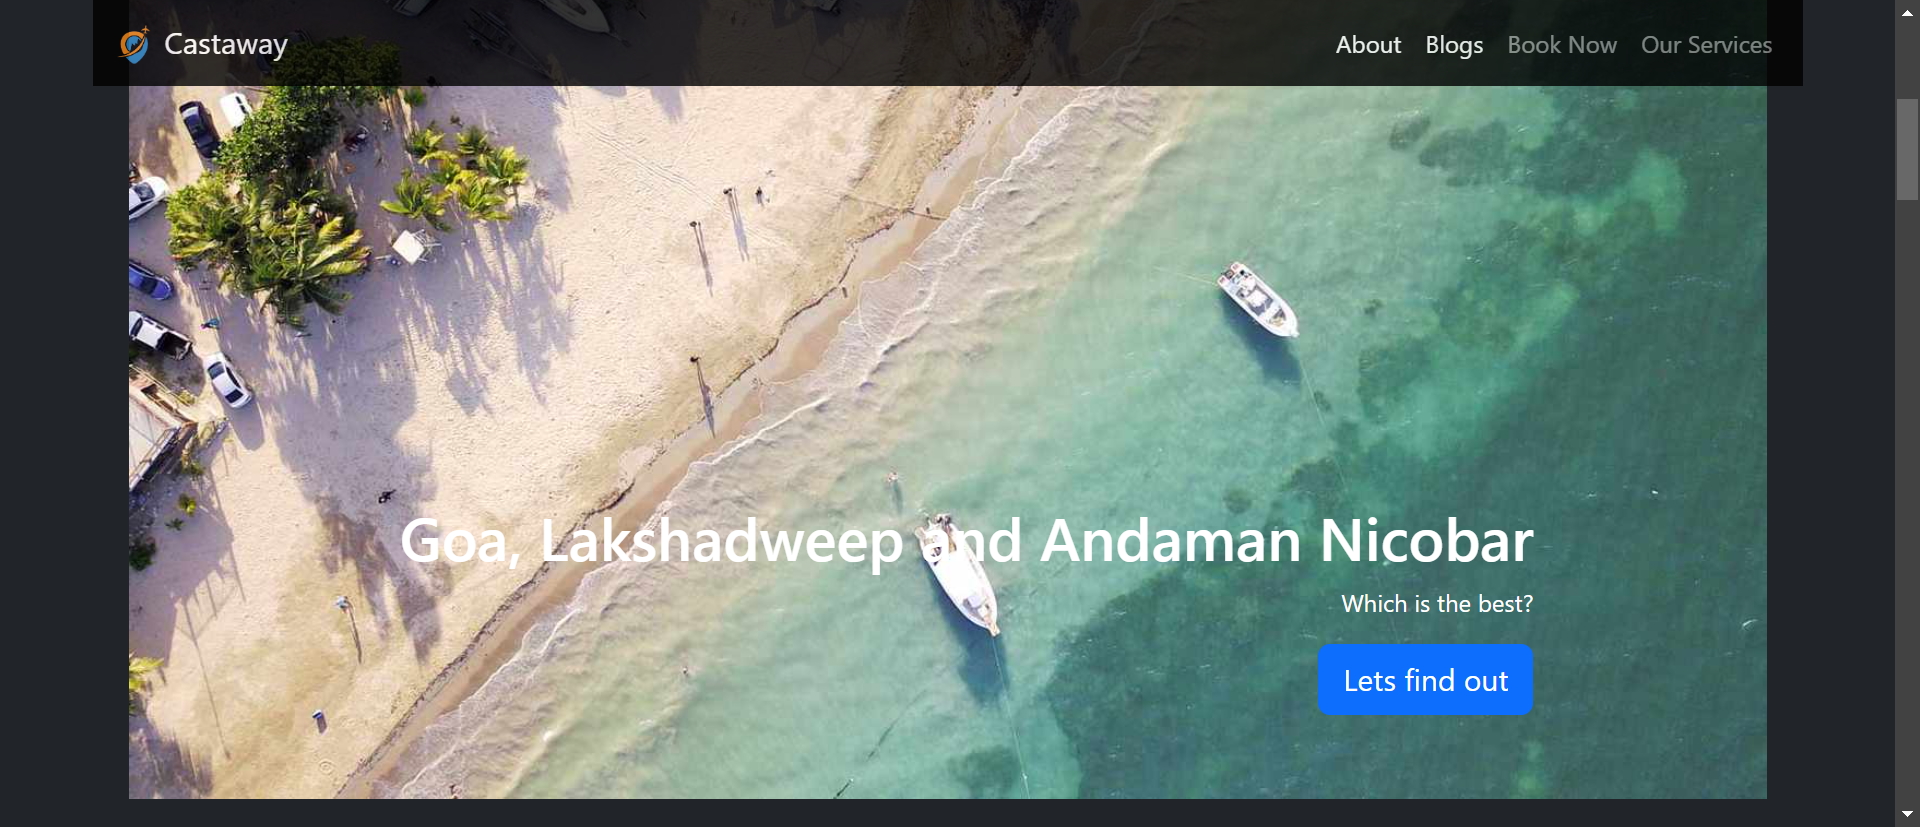 Castaway
About Blogs Book Now Our Services
Goa, Lakshadweep and Andaman Nicobar
Which is the best?
Lets find out